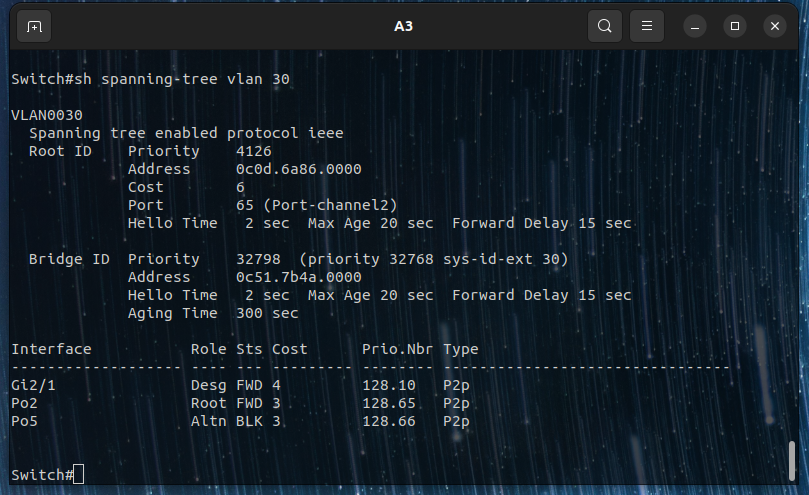 A3
Switch#sh spanning-tree vlan 30
VLAN0030
  Spanning tree enabled protocol ieee
  Root ID    Priority    4126
             Address     0c0d.6a86.0000
             Cost        6
             Port        65 (Port-channel2)
             Hello Time   2 sec  Max Age 20 sec  Forward Delay 15 sec
  Bridge ID  Priority    32798  (priority 32768 sys-id-ext 30)
             Address     0c51.7b4a.0000
             Hello Time   2 sec  Max Age 20 sec  Forward Delay 15 sec
             Aging Time  300 sec
Interface           Role Sts Cost      Prio.Nbr Type
------------------- ---- --- --------- -------- --------------------------------
Gi2/1               Desg FWD 4         128.10   P2p
Po2                 Root FWD 3         128.65   P2p
Po5                 Altn BLK 3         128.66   P2p
Switch#